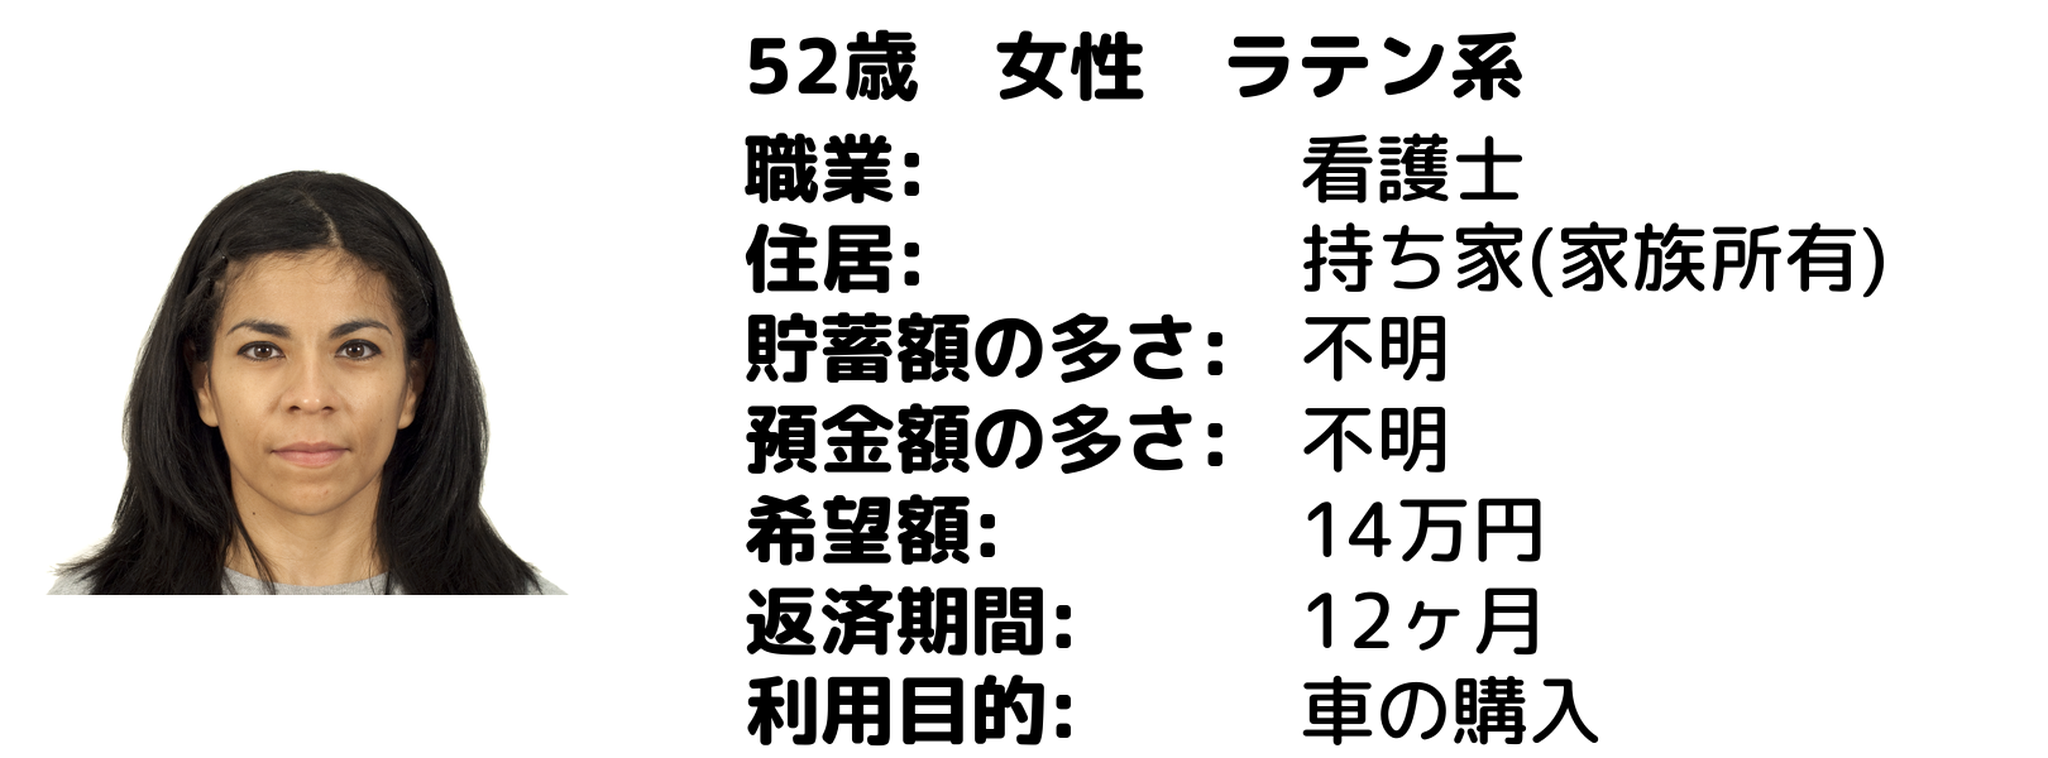 52歳　女性　ラテン系
職業: 看護士
住居: 持ち家(家族所有)
貯蓄額の多さ: 不明
預金額の多さ: 不明
希望額: 14万円
返済期間: 12ヶ月
利用目的: 車の購入